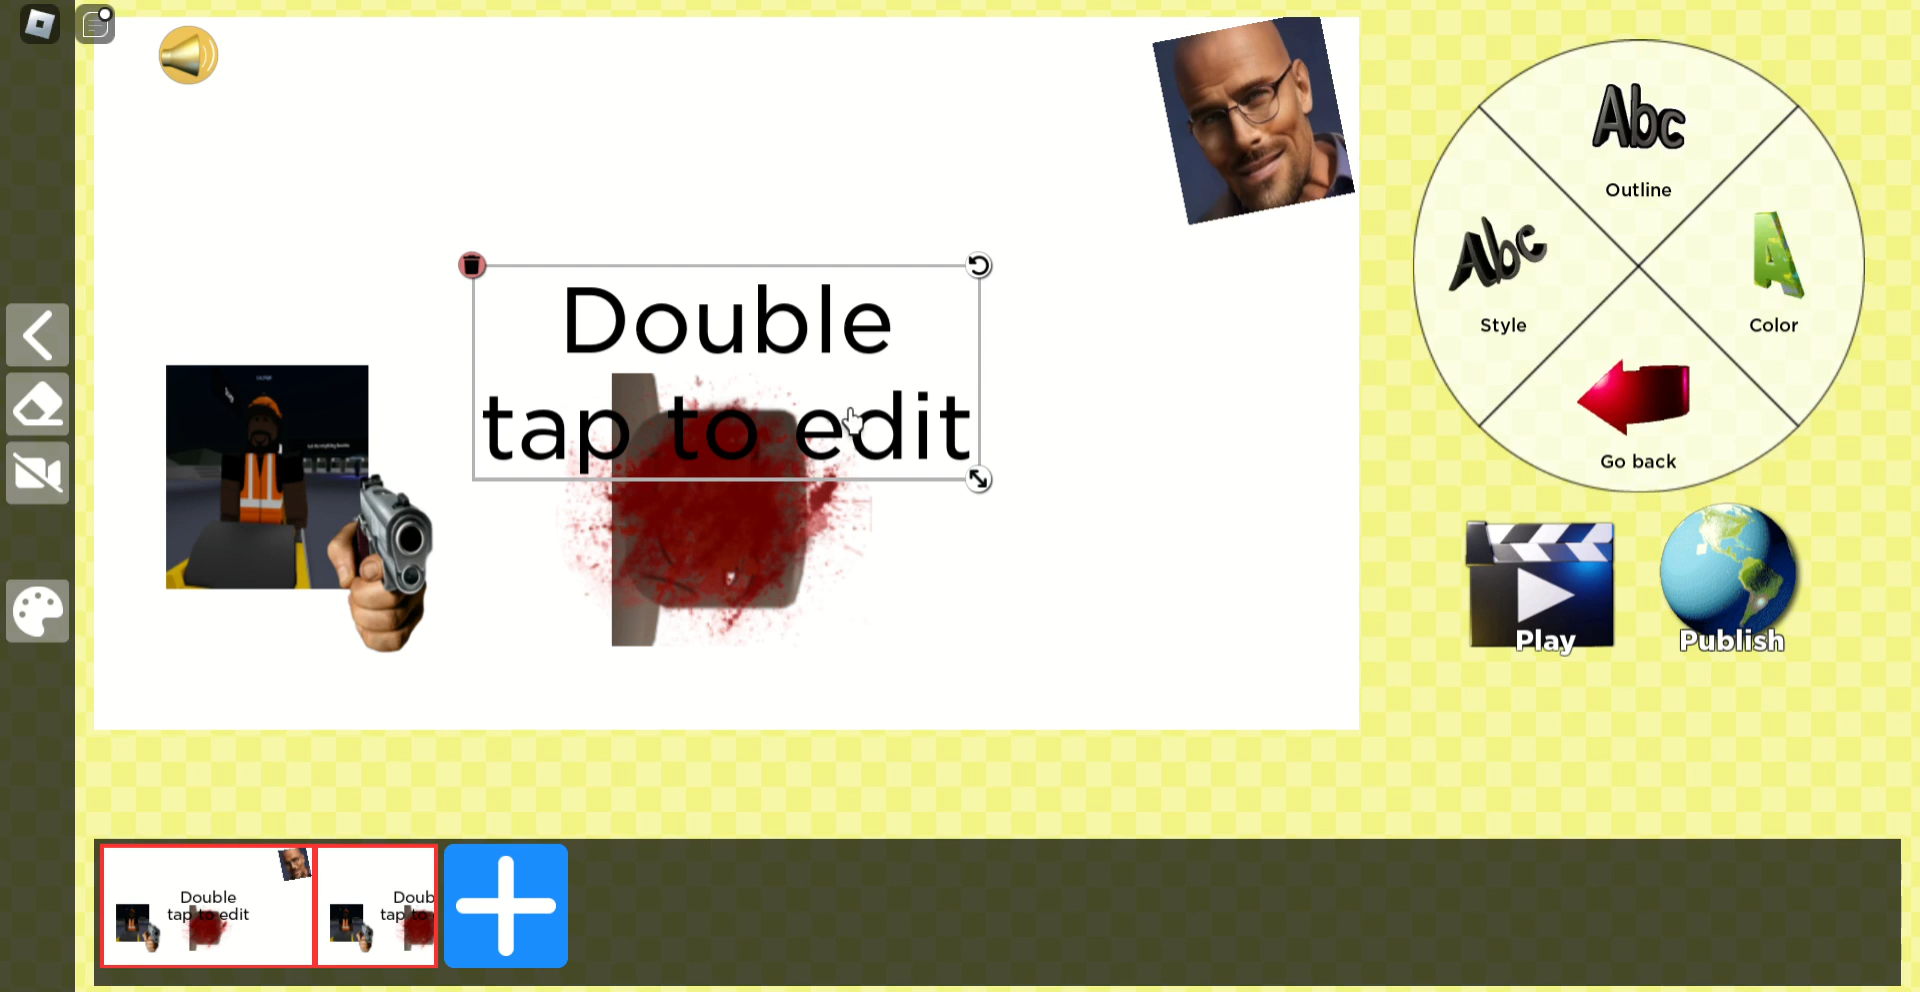 Abc
Outline
Abc
Style
A
Color
Go back
Double
tap to edit
Play
Publish
Double
tap to edit
Doub
tap to e